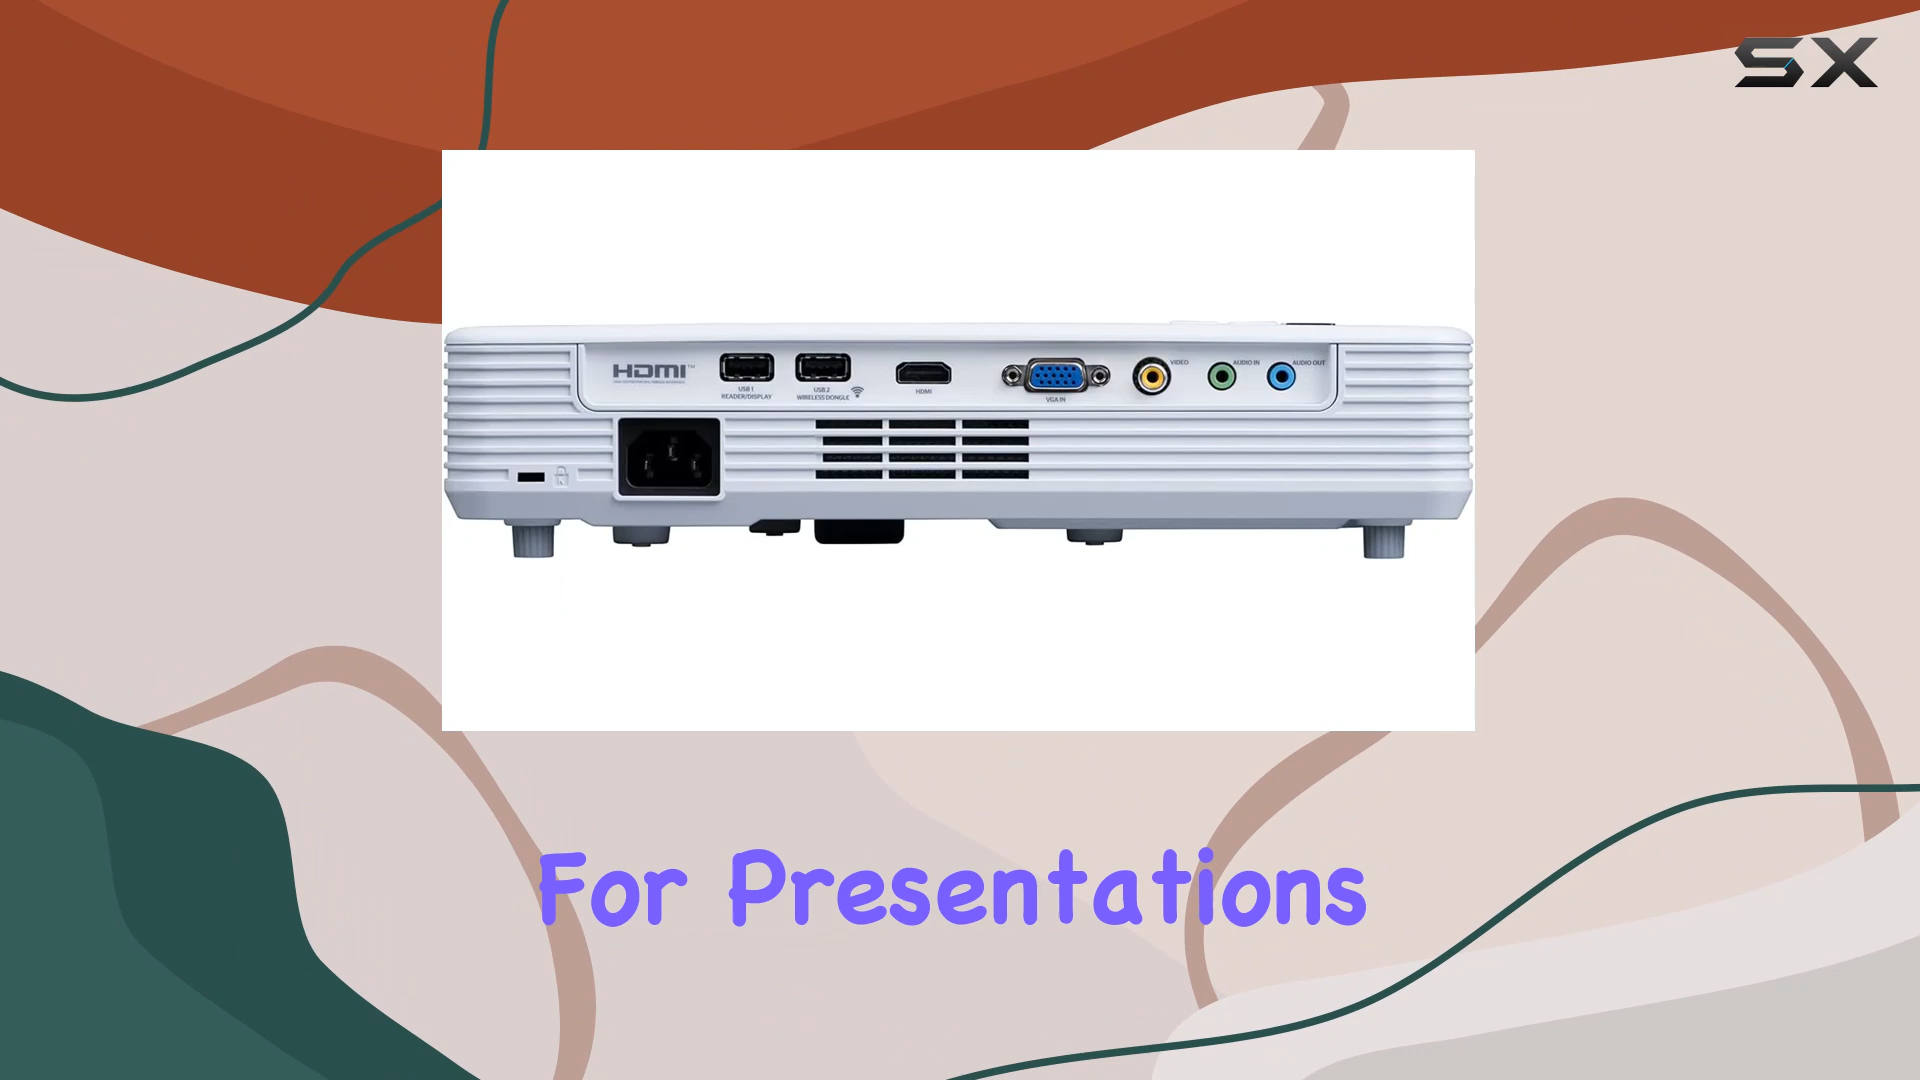 SX
HDMI™
USB 1
READER/DISPLAY
USB 2
WIRELESS DONGLE
HDMI
VGA IN
VIDEO
AUDIO IN
AUDIO OUT
For Presentations